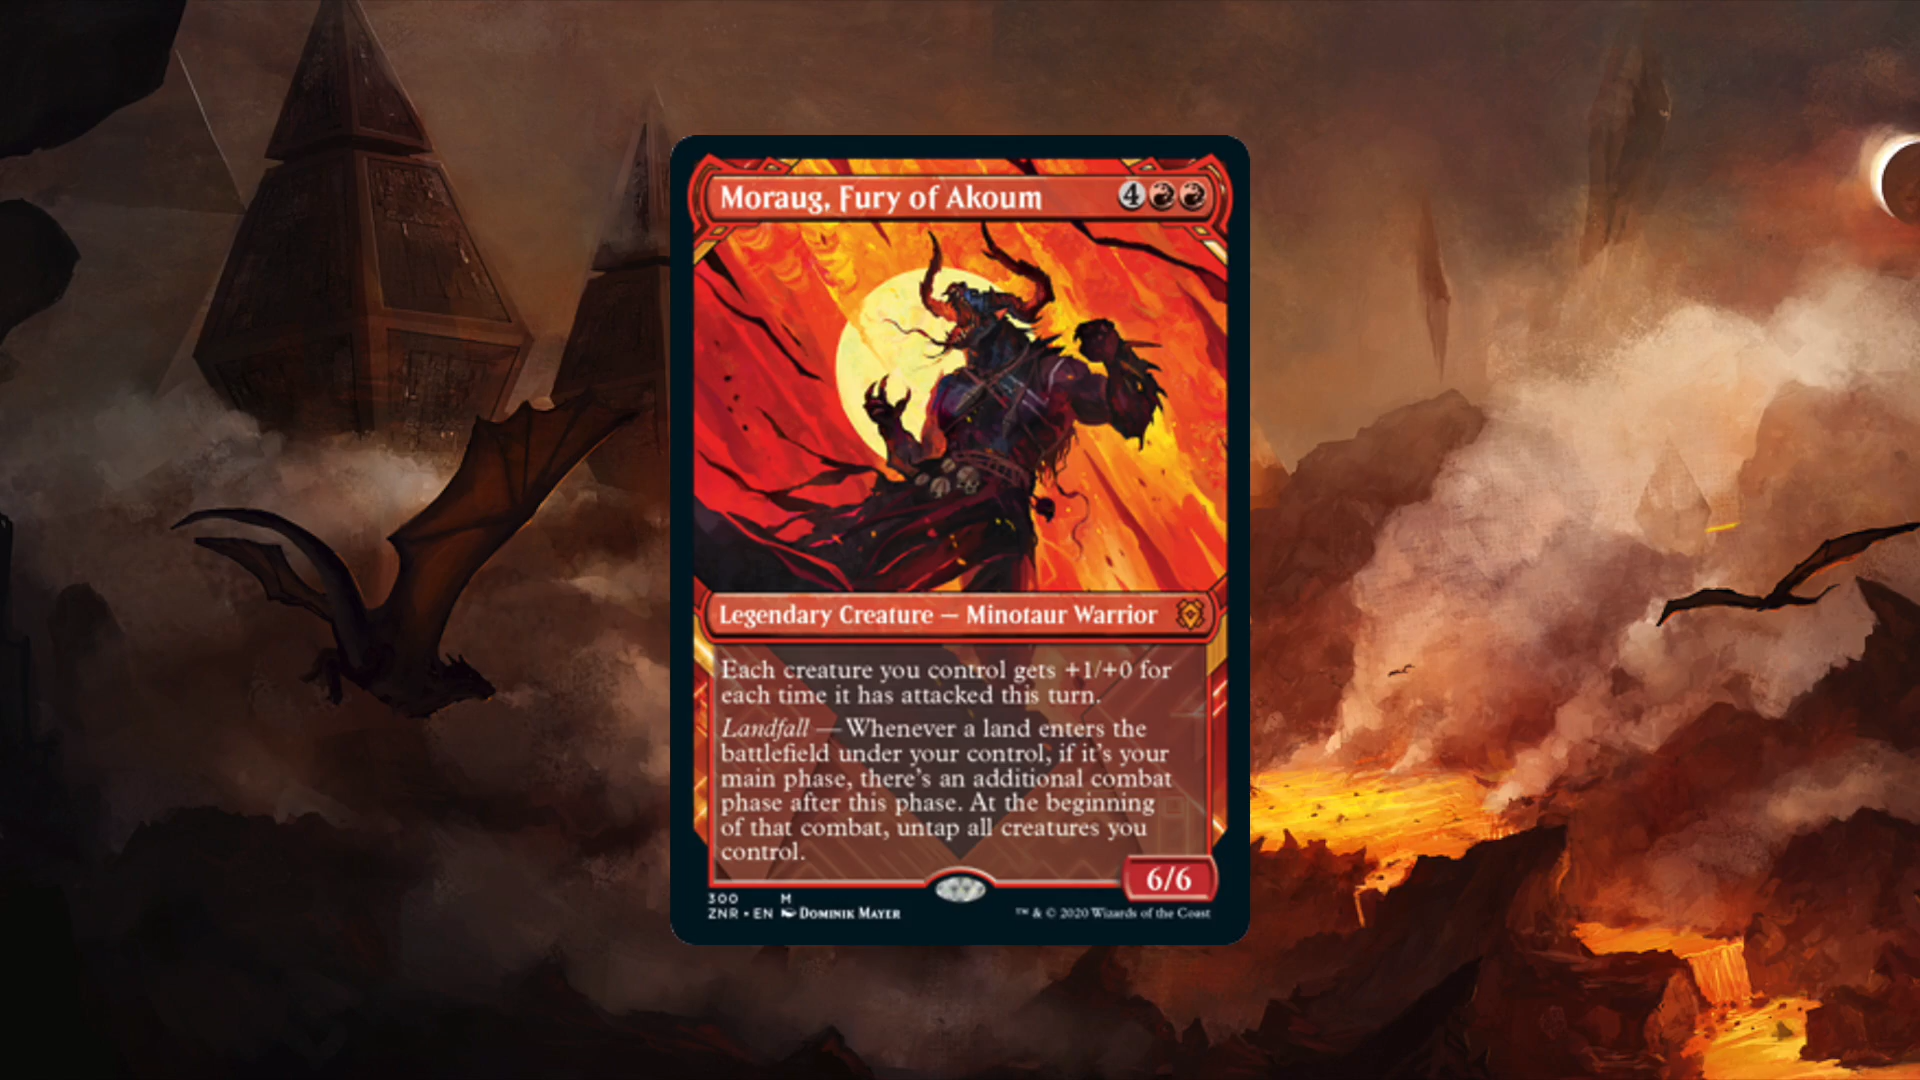 Moraug, Fury of Akoum 4
Legendary Creature — Minotaur Warrior
Each creature you control gets +1/+0 for
each time it has attacked this turn.
Landfall — Whenever a land enters the
battlefield under your control, if it's your
main phase, there's an additional combat
phase after this phase. At the beginning
of that combat, untap all creatures you
control.
6/6
300 M
ZNR • EN Dominik Mayer
™ & © 2020 Wizards of the Coast